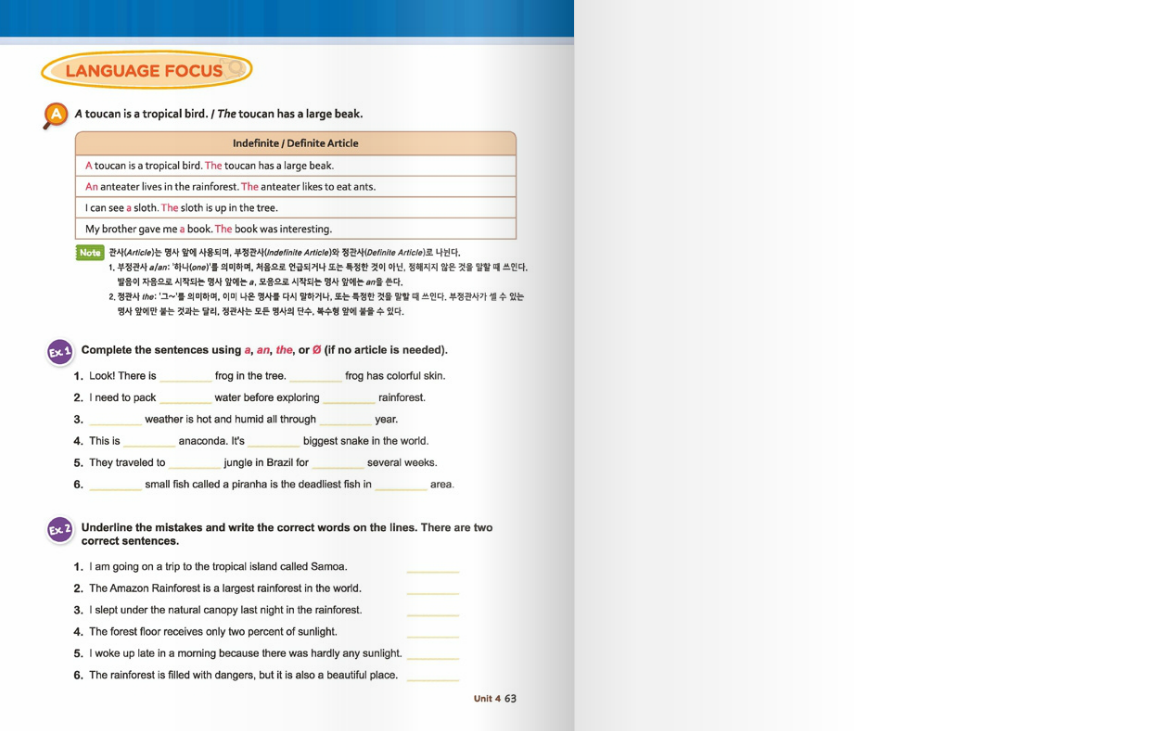 LANGUAGE FOCUS
A
A toucan is a tropical bird. / The toucan has a large beak.
Indefinite / Definite Article
A toucan is a tropical bird. The toucan has a large beak.
An anteater lives in the rainforest. The anteater likes to eat ants.
I can see a sloth. The sloth is up in the tree.
My brother gave me a book. The book was interesting.
Note 관사(Article)는 명사 앞에 사용되며, 부정관사(Indefinite Article)와 정관사(Definite Article)로 나뉜다.
1. 부정관사 a/an: '하나(one)'를 의미하며, 처음으로 언급되거나 또는 특정한 것이 아닌, 정해지지 않은 것을 말할 때 쓰인다.
발음이 자음으로 시작되는 명사 앞에는 a, 모음으로 시작되는 명사 앞에는 an을 쓴다.
2. 정관사 the: '그~'를 의미하며, 이미 나온 명사를 다시 말하거나, 또는 특정한 것을 말할 때 쓰인다. 부정관사가 셀 수 있는
명사 앞에만 붙는 것과는 달리, 정관사는 모든 명사의 단수, 복수형 앞에 붙을 수 있다.
Ex. 1 Complete the sentences using a, an, the, or Ø (if no article is needed).
1. Look! There is ________ frog in the tree. ________ frog has colorful skin.
2. I need to pack ________ water before exploring ________ rainforest.
3. ________ weather is hot and humid all through ________ year.
4. This is ________ anaconda. It's ________ biggest snake in the world.
5. They traveled to ________ jungle in Brazil for ________ several weeks.
6. ________ small fish called a piranha is the deadliest fish in ________ area.
Ex. 2 Underline the mistakes and write the correct words on the lines. There are two
correct sentences.
1. I am going on a trip to the tropical island called Samoa. ________
2. The Amazon Rainforest is a largest rainforest in the world. ________
3. I slept under the natural canopy last night in the rainforest. ________
4. The forest floor receives only two percent of sunlight. ________
5. I woke up late in a morning because there was hardly any sunlight. ________
6. The rainforest is filled with dangers, but it is also a beautiful place. ________
Unit 4 63